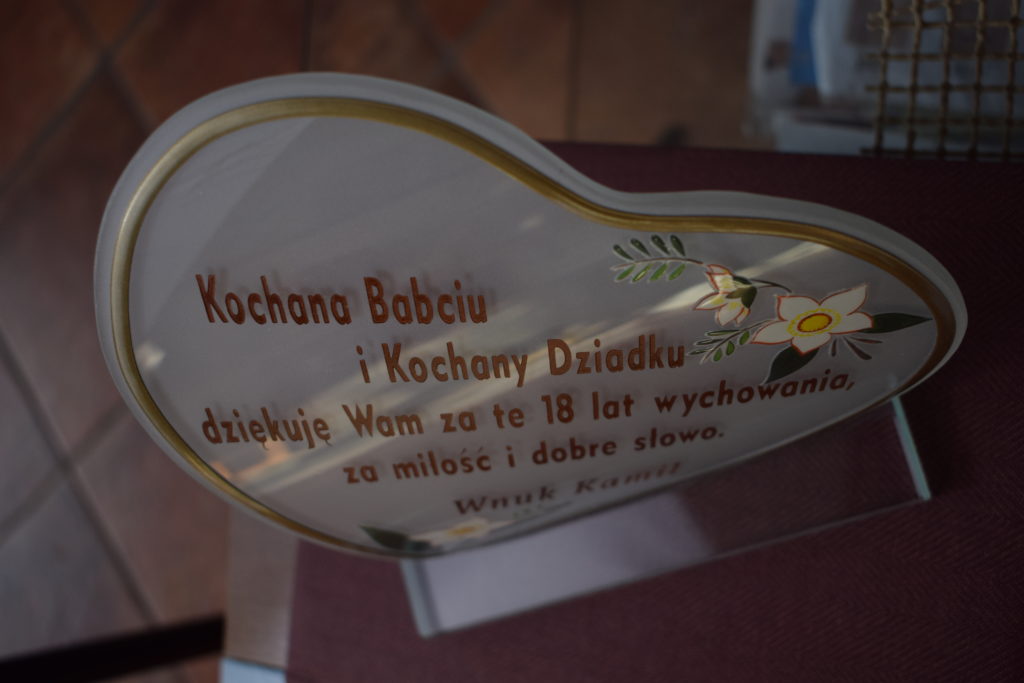 Kochana Babciu
i Kochany Dziadku
dziękuję Wam za te 18 lat wychowania,
za miłość i dobre słowo.
Wnuk Kamil